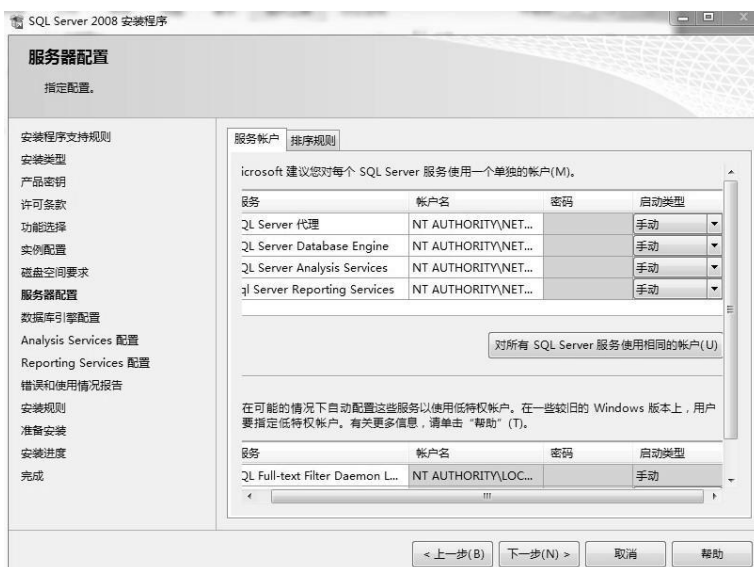 SQL Server 2008 安装程序
服务器配置
指定配置。
安装程序支持规则
安装类型
产品密钥
许可条款
功能选择
实例配置
磁盘空间要求
服务器配置
数据库引擎配置
Analysis Services 配置
Reporting Services 配置
错误和使用情况报告
安装规则
准备安装
安装进度
完成
服务帐户 排序规则
icrosoft 建议您对每个 SQL Server 服务使用一个单独的帐户(M)。
服务 帐户名 密码 启动类型
QL Server 代理 NT AUTHORITY\NET... 手动
QL Server Database Engine NT AUTHORITY\NET... 手动
QL Server Analysis Services NT AUTHORITY\NET... 手动
ql Server Reporting Services NT AUTHORITY\NET... 手动
对所有 SQL Server 服务使用相同的帐户(U)
在可能的情况下自动配置这些服务以使用低特权帐户。在一些较旧的 Windows 版本上，用户
要指定低特权帐户。有关更多信息，请单击“帮助”(T)。
服务 帐户名 密码 启动类型
QL Full-text Filter Daemon L... NT AUTHORITY\LOC... 手动
< 上一步(B) 下一步(N) > 取消 帮助